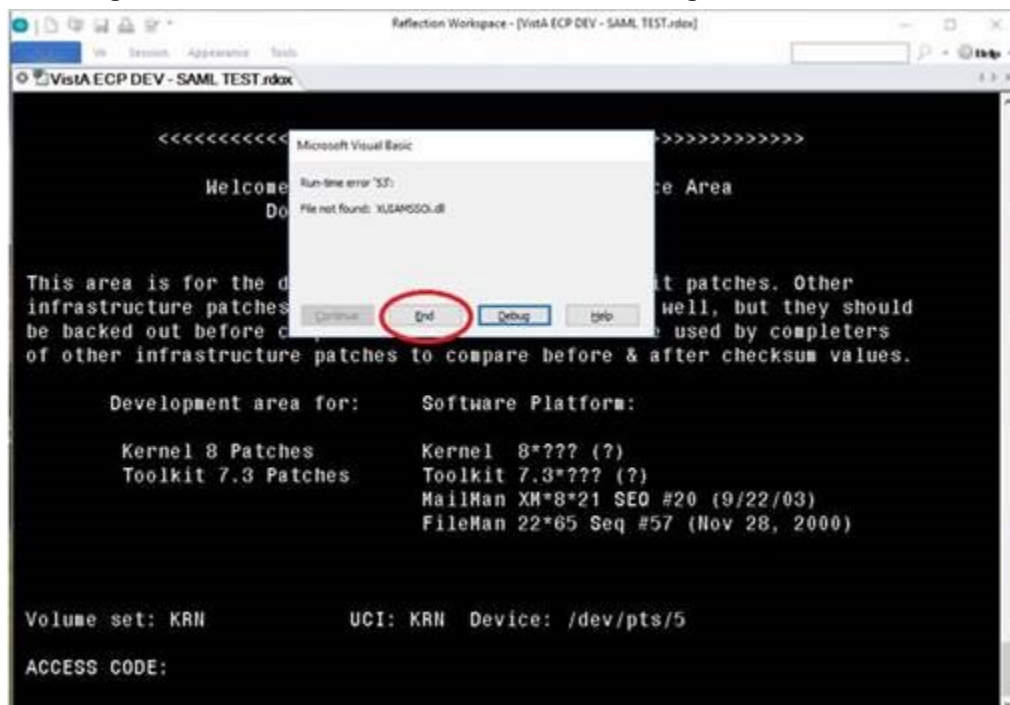 Reflection Workspace - [VistA ECP DEV - SAML TEST.rdox]
Session Appearance Tools
Help
VistA ECP DEV - SAML TEST.rdox
<<<<<<<<<<< >>>>>>>>>>>>
Microsoft Visual Basic
Run-time error '53':
File not found: XUIAMSSOi.dll
Continue End Debug Help
Welcome ce Area
Do
This area is for the d it patches. Other
infrastructure patches well, but they should
be backed out before c e used by completers
of other infrastructure patches to compare before & after checksum values.
Development area for: Software Platform:
Kernel 8 Patches Kernel 8*??? (?)
Toolkit 7.3 Patches Toolkit 7.3*??? (?)
MailMan XM*8*21 SEQ #20 (9/22/03)
FileMan 22*65 Seq #57 (Nov 28, 2000)
Volume set: KRN UCI: KRN Device: /dev/pts/5
ACCESS CODE: